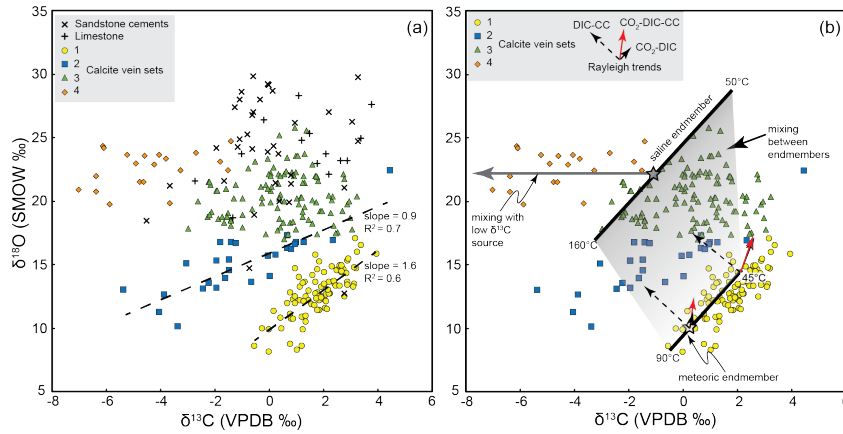 (a)
Sandstone cements
Limestone
1
2 Calcite vein sets
3
4
35
30
25
20
15
10
5
δ18O (SMOW ‰)
slope = 0.9
R2 = 0.7
slope = 1.6
R2 = 0.6
-8 -6 -4 -2 0 2 4 6
δ13C (VPDB ‰)
(b)
1
2 Calcite vein sets
3
4
DIC-CC
CO2-DIC-CC
CO2-DIC
Rayleigh trends
35
30
25
20
15
10
5
50°C
saline endmember
mixing
between
endmembers
mixing with
low δ13C
source
160°C
45°C
90°C
meteoric endmember
-6 -4 -2 0 2 4 6
δ13C (VPDB ‰)